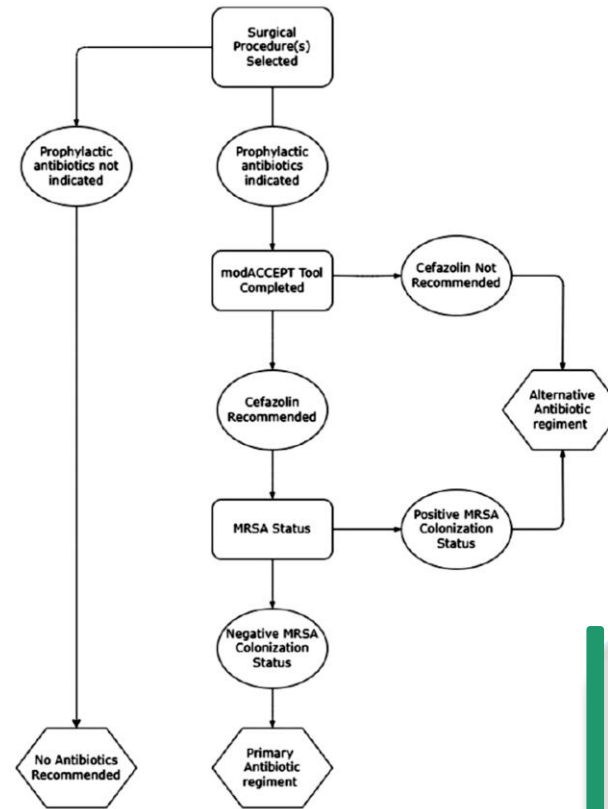 Surgical
Procedure(s)
Selected
Prophylactic
antibiotics not
indicated
Prophylactic
antibiotics
indicated
modACCEPT Tool
Completed
Cefazolin Not
Recommended
Cefazolin
Recommended
Alternative
Antibiotic
regiment
MRSA Status
Positive MRSA
Colonization
Status
Negative MRSA
Colonization
Status
No Antibiotics
Recommended
Primary
Antibiotic
regiment